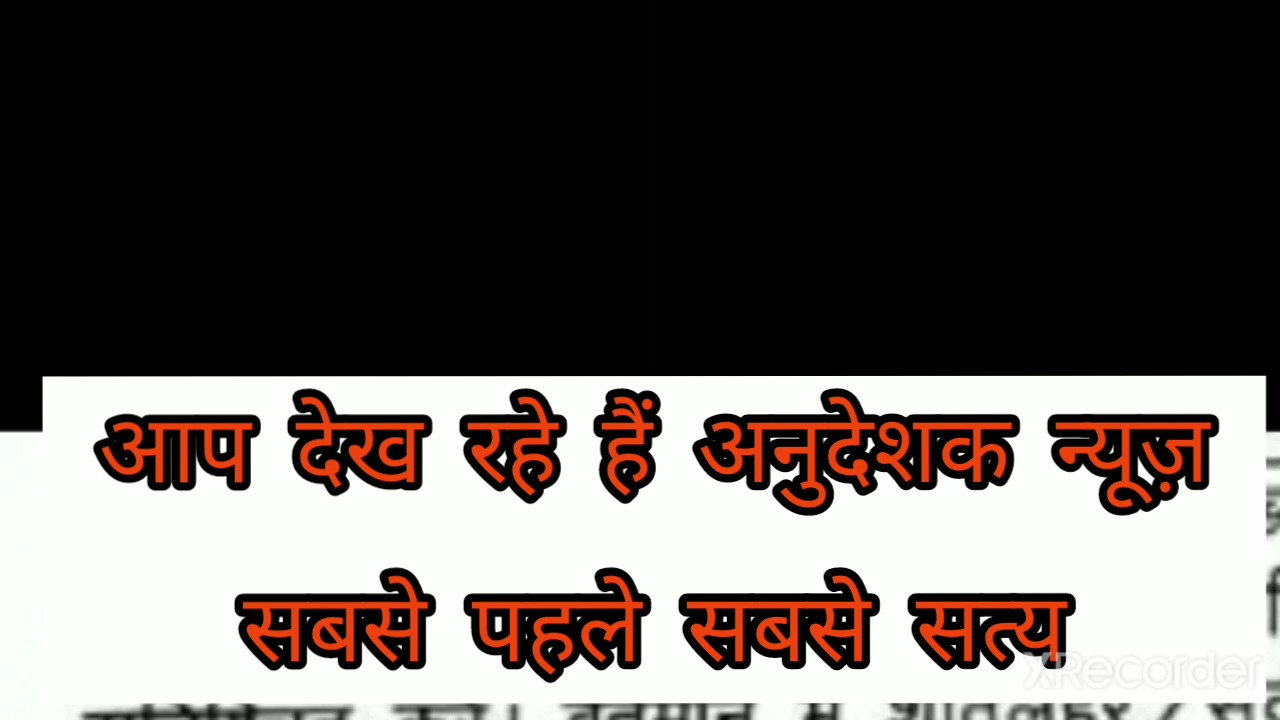 आप देख रहे हैं अनुदेशक न्यूज़
सबसे पहले सबसे सत्य
XRecorder